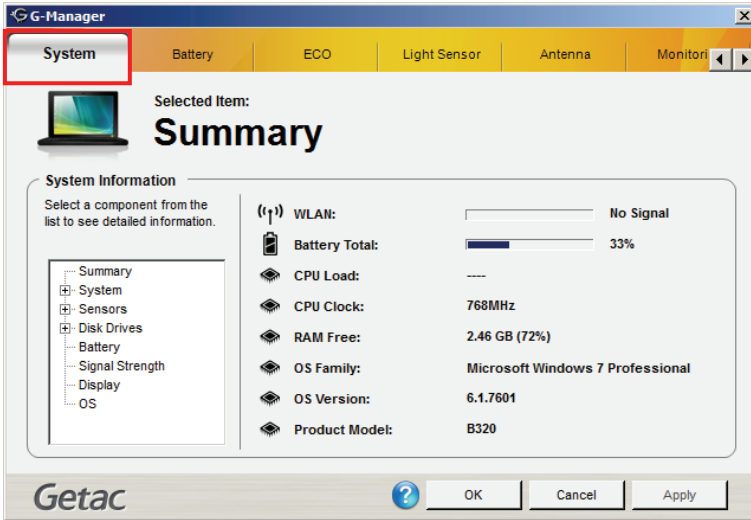 G-Manager
System Battery ECO Light Sensor Antenna Monitori
Selected Item:
Summary
System Information
Select a component from the
list to see detailed information.
Summary
System
Sensors
Disk Drives
Battery
Signal Strength
Display
OS
WLAN: No Signal
Battery Total: 33%
CPU Load: ----
CPU Clock: 768MHz
RAM Free: 2.46 GB (72%)
OS Family: Microsoft Windows 7 Professional
OS Version: 6.1.7601
Product Model: B320
Getac ? OK Cancel Apply